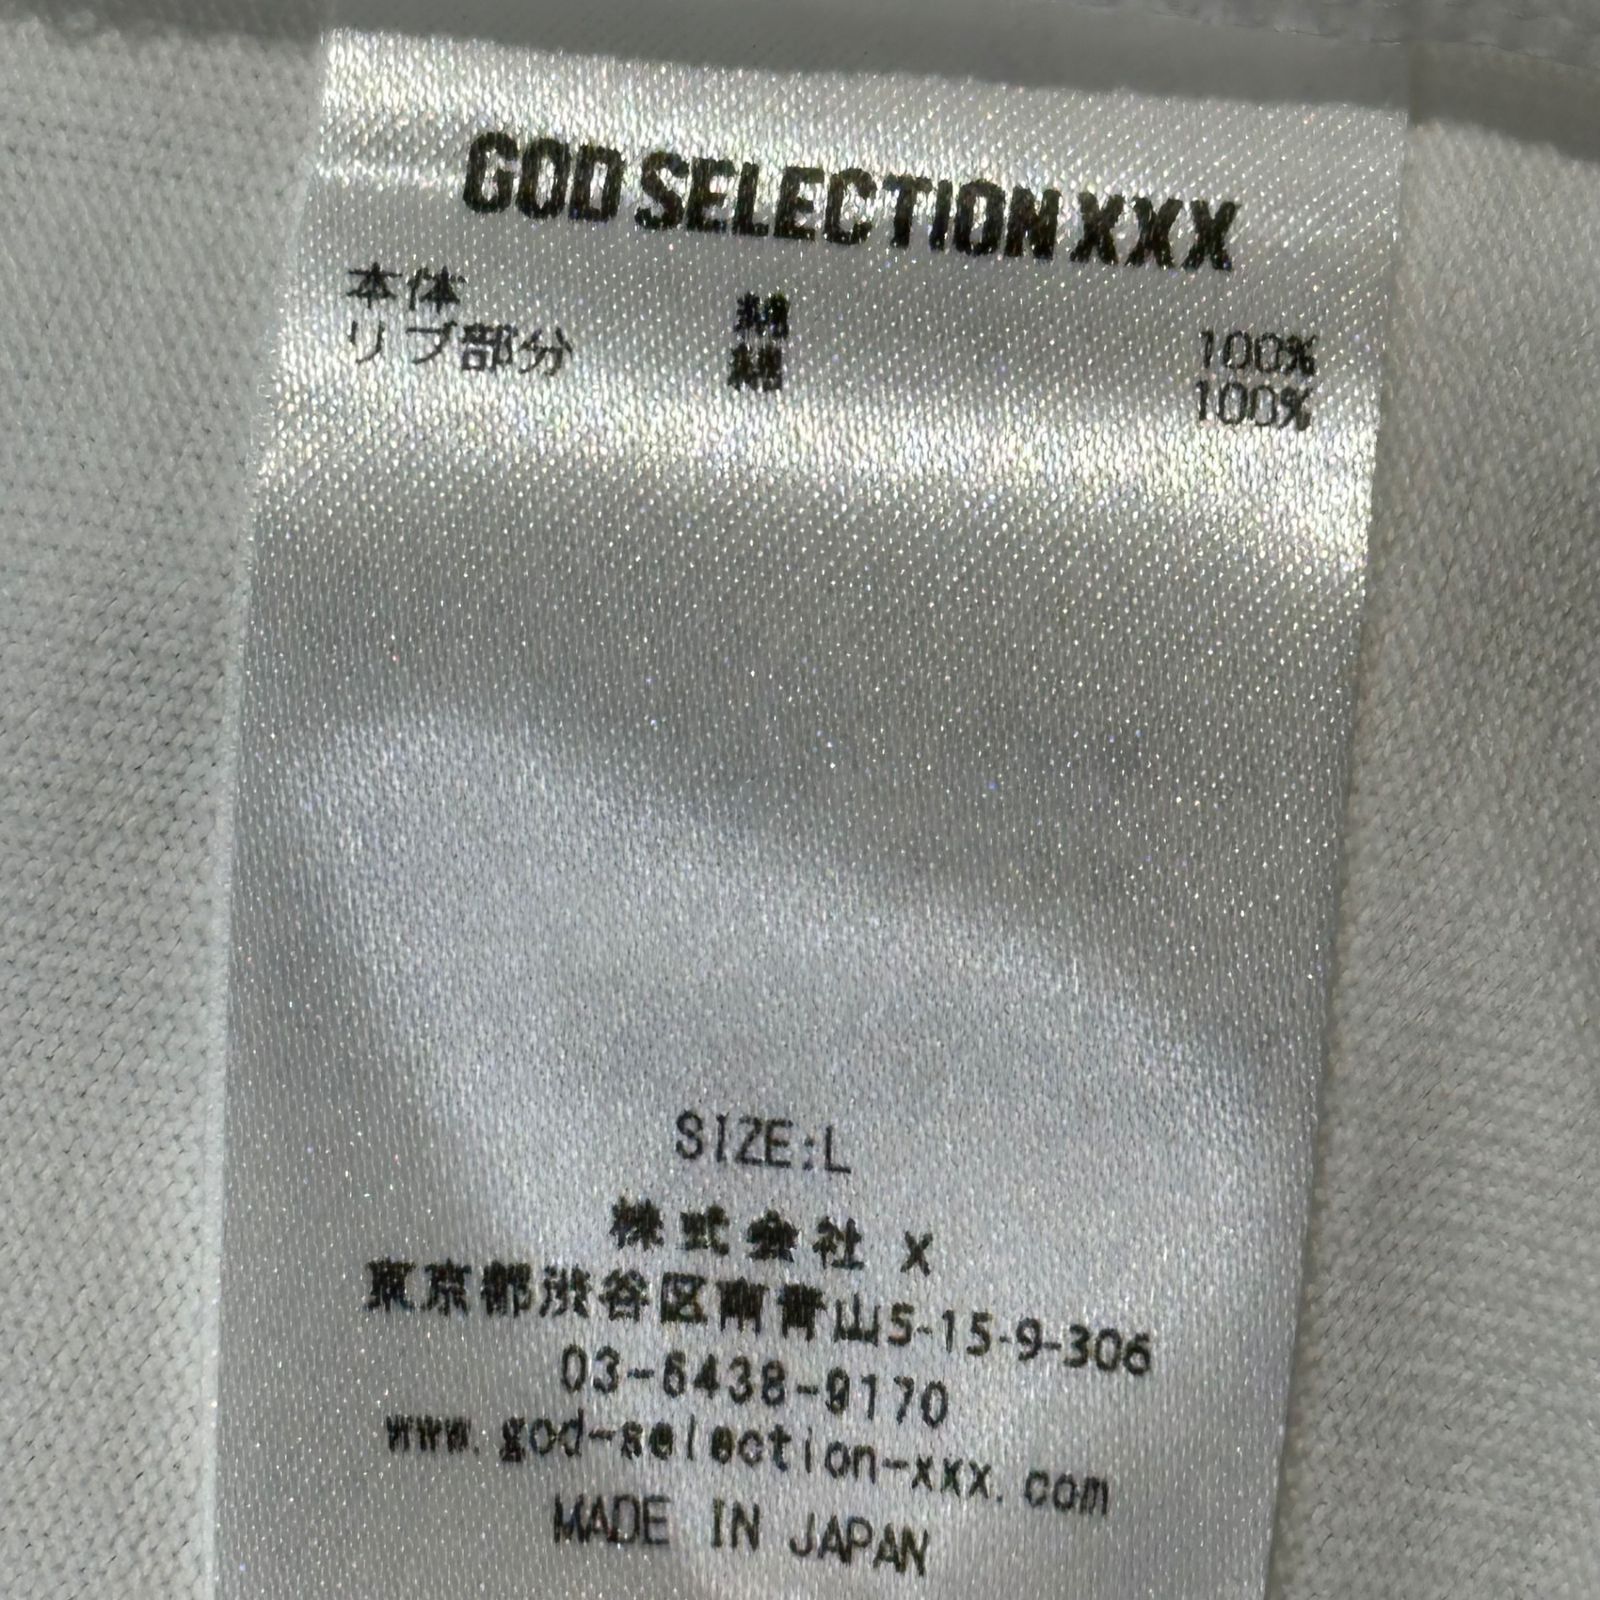 GOD SELECTION XXX
本体 綿 100%
リブ部分 綿 100%
SIZE:L
株式会社 X
東京都渋谷区南青山5-15-9-306
03-6438-9170
www.god-selection-xxx.com
MADE IN JAPAN